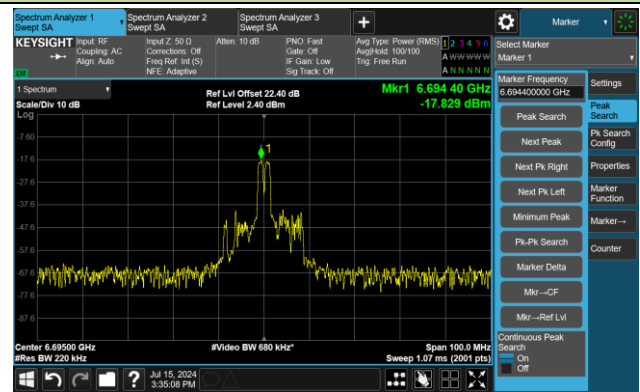 Spectrum Analyzer 1
Swept SA
Spectrum Analyzer 2
Swept SA
Spectrum Analyzer 3
Swept SA
Marker
KEYSIGHT
Input: RF
Coupling: AC
Align: Auto
Input Z: 50 Ω
Corrections: Off
Freq Ref: Int (S)
NFE: Adaptive
Atten: 10 dB
PNO: Fast
Gate: Off
IF Gain: Low
Sig Track: Off
Avg Type: Power (RMS)
Avg|Hold: 100/100
Trig: Free Run
1 2 3 4 5 6
A W W W W W
A N N N N N
Select Marker
Marker 1
LXI
1 Spectrum
Scale/Div 10 dB
Log
Ref Lvl Offset 22.40 dB
Ref Level 2.40 dBm
Mkr1 6.694 40 GHz
-17.829 dBm
1
-7.60
-17.6
-27.6
-37.6
-47.6
-57.6
-67.6
-77.6
-87.6
Center 6.69500 GHz
#Res BW 220 kHz
#Video BW 680 kHz*
Span 100.0 MHz
Sweep 1.07 ms (2001 pts)
Marker Frequency
6.694400000 GHz
Peak Search
Next Peak
Next Pk Right
Next Pk Left
Minimum Peak
Pk-Pk Search
Marker Delta
Mkr→CF
Mkr→Ref Lvl
Continuous Peak
Search
On
Off
Settings
Peak
Search
Pk Search
Config
Properties
Marker
Function
Marker→
Counter
?
Jul 15, 2024
3:35:08 PM